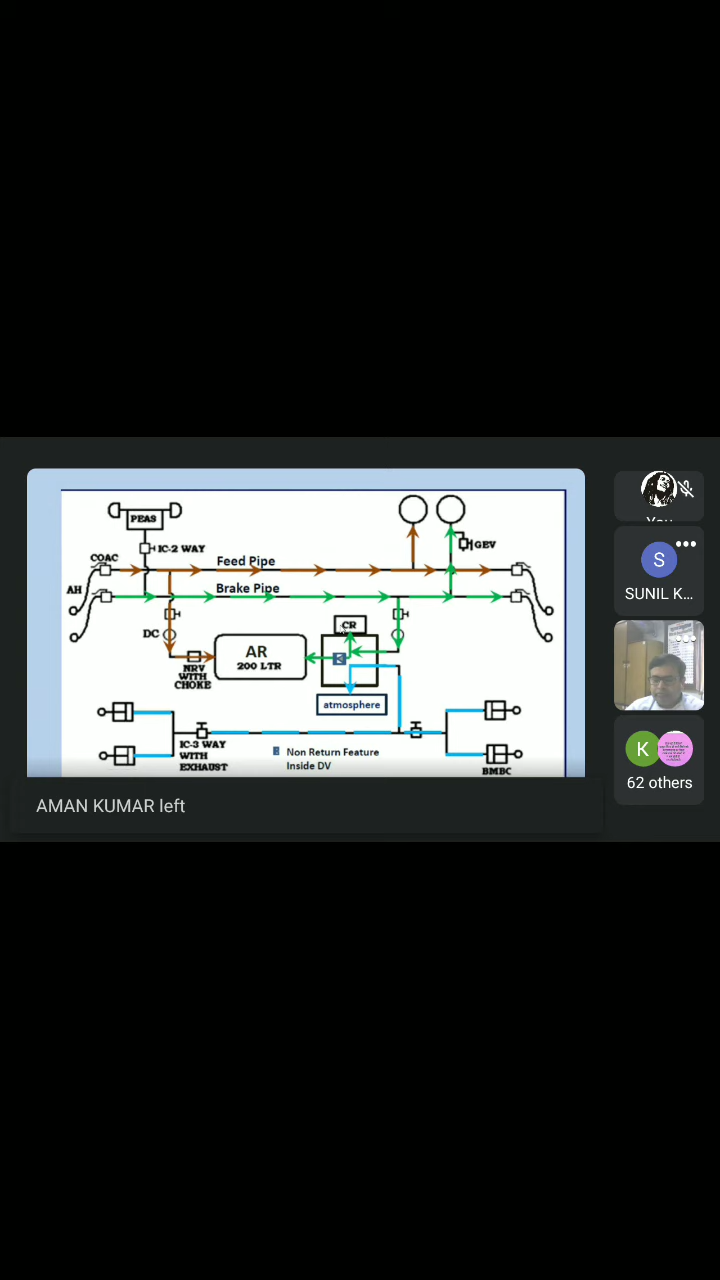 PEAS
IC-2 WAY
COAC
Feed Pipe
GEV
AH
Brake Pipe
CR
DC
AR
200 LTR
NRV
WITH
CHOKE
atmosphere
IC-3 WAY
WITH
EXHAUST
Non Return Feature
Inside DV
BMBC
AMAN KUMAR left
S
SUNIL K...
K
62 others